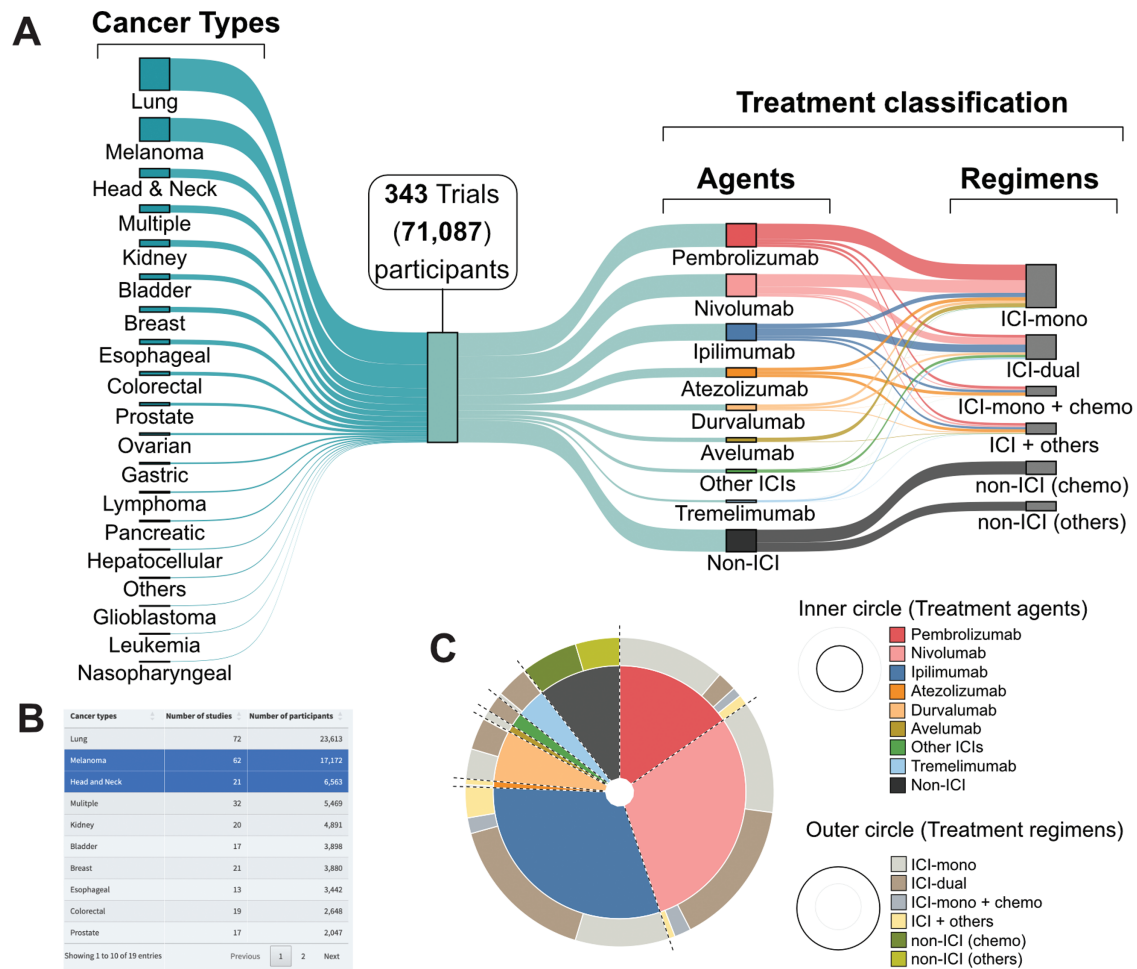 A
Cancer Types
Lung
Melanoma
Head & Neck
Multiple
Kidney
Bladder
Breast
Esophageal
Colorectal
Prostate
Ovarian
Gastric
Lymphoma
Pancreatic
Hepatocellular
Others
Glioblastoma
Leukemia
Nasopharyngeal
343 Trials
(71,087)
participants
Treatment classification
Agents
Pembrolizumab
Nivolumab
Ipilimumab
Atezolizumab
Durvalumab
Avelumab
Other ICIs
Tremelimumab
Non-ICI
Regimens
ICI-mono
ICI-dual
ICI-mono + chemo
ICI + others
non-ICI (chemo)
non-ICI (others)
B
Cancer types Number of studies Number of participants
Lung 72 23,613
Melanoma 62 17,172
Head and Neck 21 6,563
Mulitple 32 5,469
Kidney 20 4,891
Bladder 17 3,898
Breast 21 3,880
Esophageal 13 3,442
Colorectal 19 2,648
Prostate 17 2,047
Showing 1 to 10 of 19 entries Previous 1 2 Next
C
Inner circle (Treatment agents)
Pembrolizumab
Nivolumab
Ipilimumab
Atezolizumab
Durvalumab
Avelumab
Other ICIs
Tremelimumab
Non-ICI
Outer circle (Treatment regimens)
ICI-mono
ICI-dual
ICI-mono + chemo
ICI + others
non-ICI (chemo)
non-ICI (others)